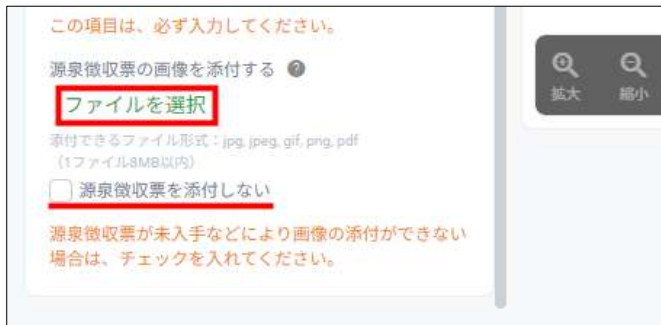 この項目は、必ず入力してください。
源泉徴収票の画像を添付する ?
ファイルを選択
添付できるファイル形式：jpg, jpeg, gif, png, pdf
（1ファイル8MB以内）
源泉徴収票を添付しない
源泉徴収票が未入手などにより画像の添付ができない
場合は、チェックを入れてください。
拡大 縮小